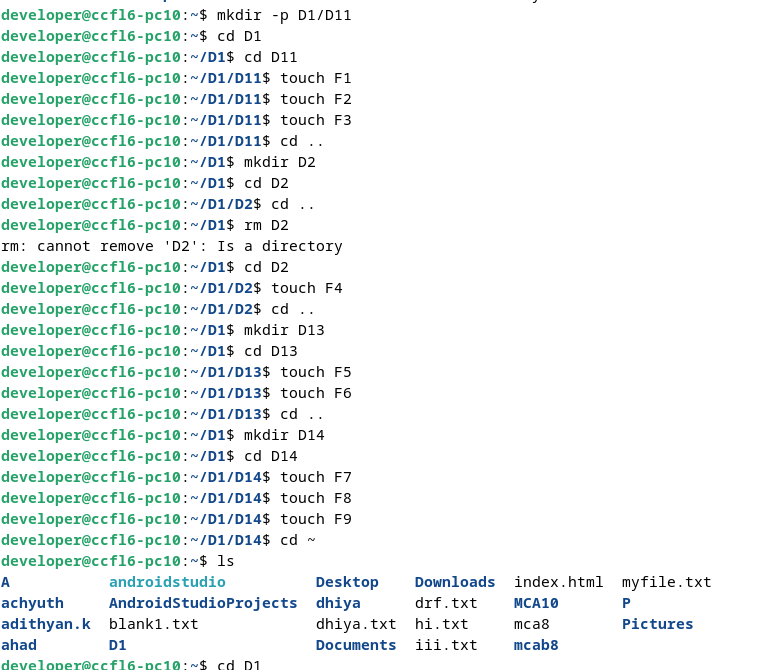 developer@ccfl6-pc10:~$ mkdir -p D1/D11
developer@ccfl6-pc10:~$ cd D1
developer@ccfl6-pc10:~/D1$ cd D11
developer@ccfl6-pc10:~/D1/D11$ touch F1
developer@ccfl6-pc10:~/D1/D11$ touch F2
developer@ccfl6-pc10:~/D1/D11$ touch F3
developer@ccfl6-pc10:~/D1/D11$ cd ..
developer@ccfl6-pc10:~/D1$ mkdir D2
developer@ccfl6-pc10:~/D1$ cd D2
developer@ccfl6-pc10:~/D1/D2$ cd ..
developer@ccfl6-pc10:~/D1$ rm D2
rm: cannot remove 'D2': Is a directory
developer@ccfl6-pc10:~/D1$ cd D2
developer@ccfl6-pc10:~/D1/D2$ touch F4
developer@ccfl6-pc10:~/D1/D2$ cd ..
developer@ccfl6-pc10:~/D1$ mkdir D13
developer@ccfl6-pc10:~/D1$ cd D13
developer@ccfl6-pc10:~/D1/D13$ touch F5
developer@ccfl6-pc10:~/D1/D13$ touch F6
developer@ccfl6-pc10:~/D1/D13$ cd ..
developer@ccfl6-pc10:~/D1$ mkdir D14
developer@ccfl6-pc10:~/D1$ cd D14
developer@ccfl6-pc10:~/D1/D14$ touch F7
developer@ccfl6-pc10:~/D1/D14$ touch F8
developer@ccfl6-pc10:~/D1/D14$ touch F9
developer@ccfl6-pc10:~/D1/D14$ cd ~
developer@ccfl6-pc10:~$ ls
A androidstudio Desktop Downloads index.html myfile.txt
achyuth AndroidStudioProjects dhiya drf.txt MCA10 P
adithyan.k blank1.txt dhiya.txt hi.txt mca8 Pictures
ahad D1 Documents iii.txt mcab8
developer@ccfl6-pc10:~$ cd D1